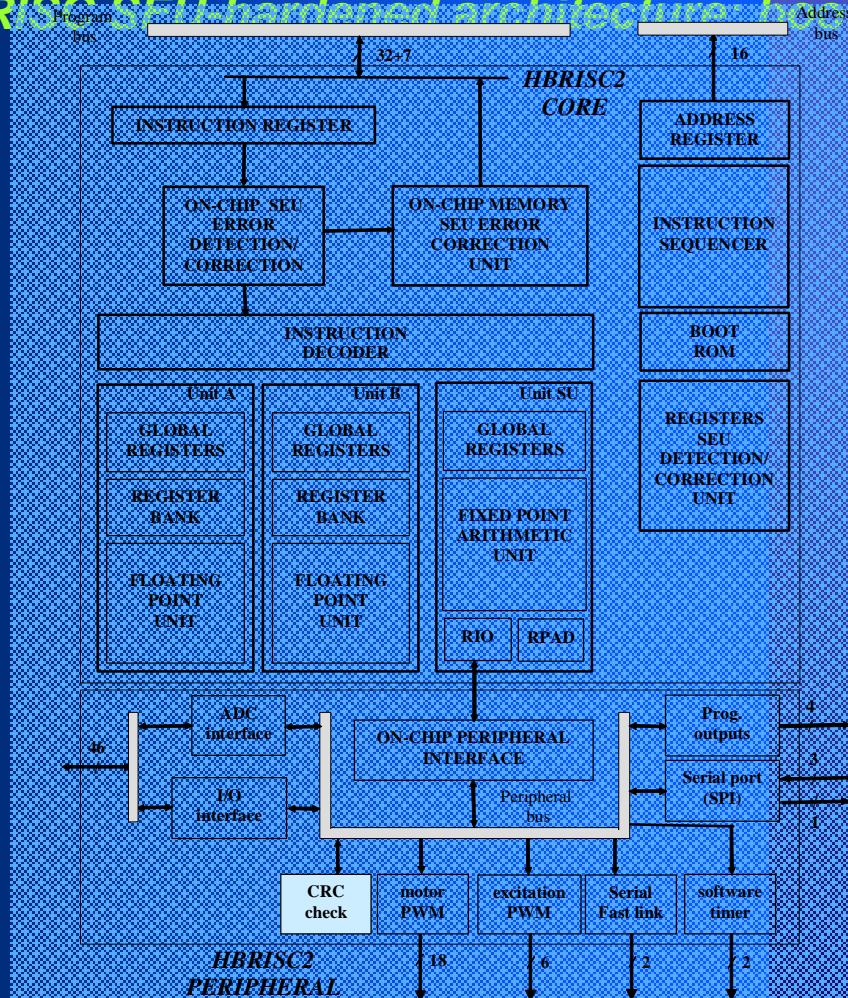 RISC SEU-hardened architecture
Program
bus
Address
bus
32+7
16
HBRISC2
CORE
INSTRUCTION REGISTER
ADDRESS
REGISTER
ON-CHIP SEU
ERROR
DETECTION/
CORRECTION
ON-CHIP MEMORY
SEU ERROR
CORRECTION
UNIT
INSTRUCTION
SEQUENCER
INSTRUCTION
DECODER
BOOT
ROM
Unit A
GLOBAL
REGISTERS
REGISTER
BANK
FLOATING
POINT
UNIT
Unit B
GLOBAL
REGISTERS
REGISTER
BANK
FLOATING
POINT
UNIT
Unit SU
GLOBAL
REGISTERS
FIXED POINT
ARITHMETIC
UNIT
RIO
RPAD
REGISTERS
SEU
DETECTION/
CORRECTION
UNIT
46
ADC
interface
I/O
interface
ON-CHIP PERIPHERAL
INTERFACE
Peripheral
bus
Prog.
outputs
4
Serial port
(SPI)
3
1
CRC
check
motor
PWM
excitation
PWM
Serial
Fast link
software
timer
18
6
2
2
HBRISC2
PERIPHERAL